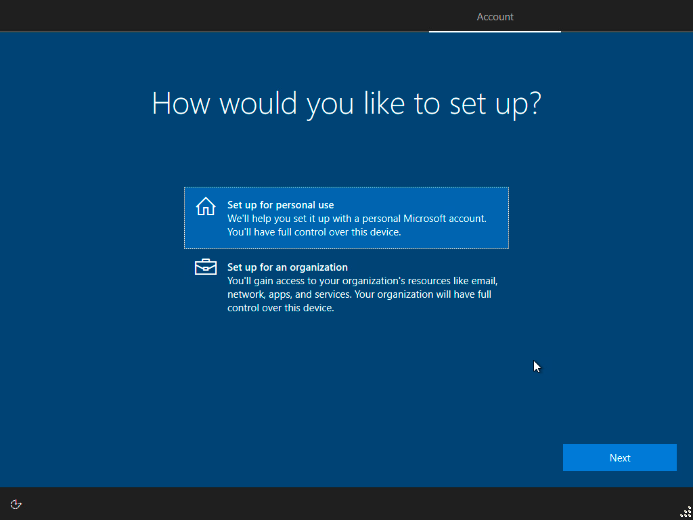 Account
How would you like to set up?
Set up for personal use
We'll help you set it up with a personal Microsoft account.
You'll have full control over this device.
Set up for an organization
You'll gain access to your organization's resources like email,
network, apps, and services. Your organization will have full
control over this device.
Next